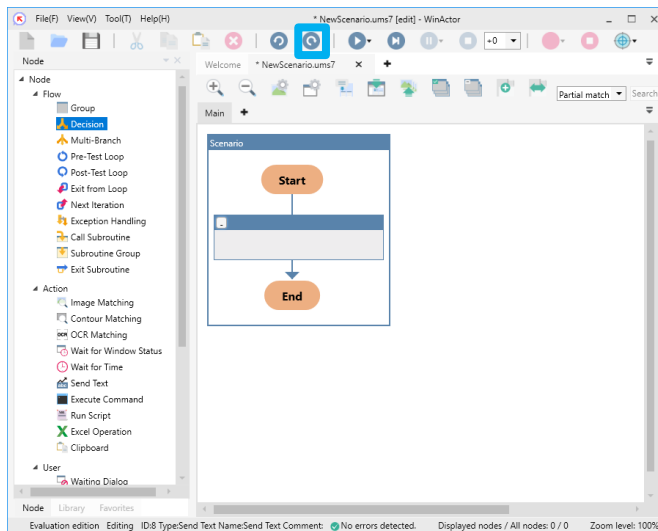 File(F) View(V) Tool(T) Help(H)
* NewScenario.ums7 [edit] - WinActor
+0
Node
Welcome * NewScenario.ums7
Node
Flow
Group
Decision
Multi-Branch
Pre-Test Loop
Post-Test Loop
Exit from Loop
Next Iteration
Exception Handling
Call Subroutine
Subroutine Group
Exit Subroutine
Action
Image Matching
Contour Matching
OCR Matching
Wait for Window Status
Wait for Time
Send Text
Execute Command
Run Script
Excel Operation
Clipboard
User
Waiting Dialog
Node Library Favorites
Partial match Search
Main
Scenario
Start
End
Evaluation edition Editing ID:8 Type:Send Text Name:Send Text Comment: No errors detected. Displayed nodes / All nodes: 0 / 0 Zoom level: 100%